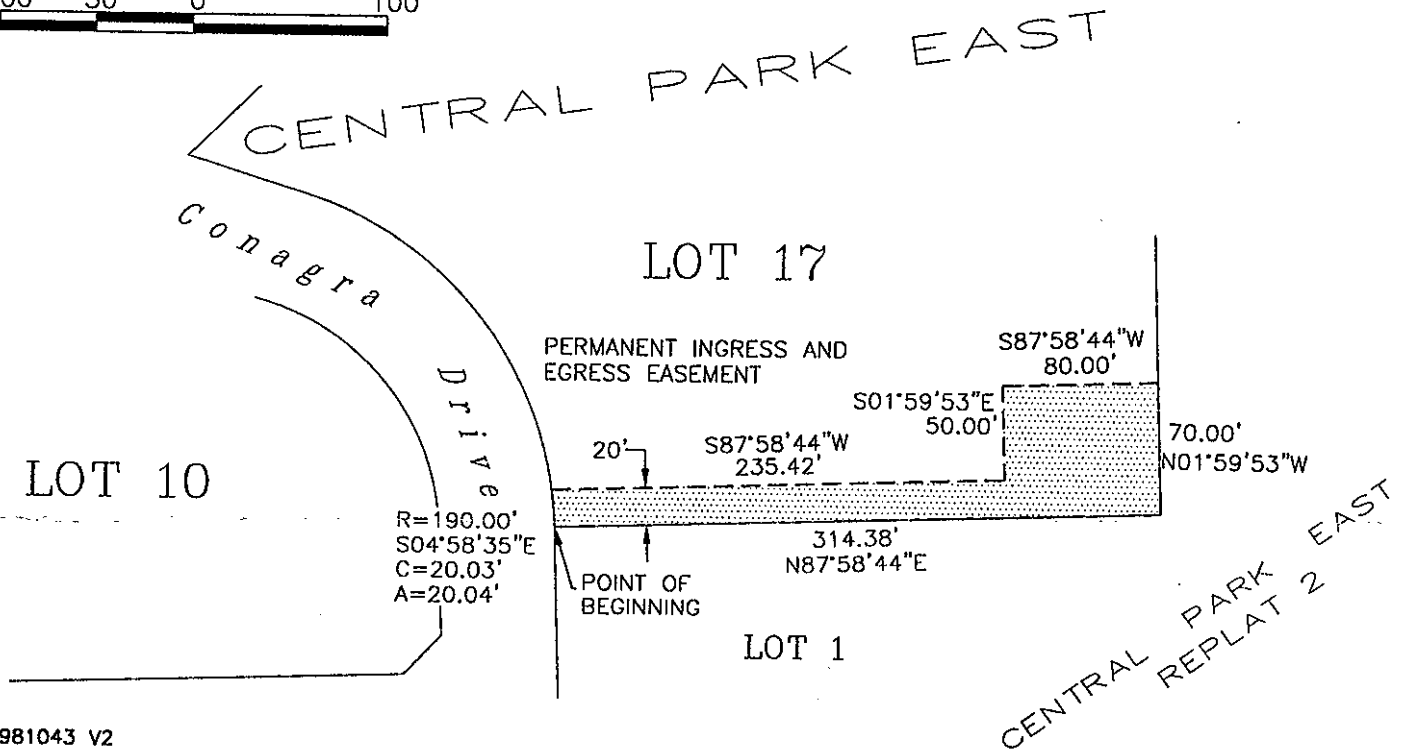 50 0 100
CENTRAL PARK EAST
Conagra Drive
LOT 17
PERMANENT INGRESS AND
EGRESS EASEMENT
S87°58'44"W
80.00'
S01°59'53"E
50.00'
20'
S87°58'44"W
235.42'
70.00'
N01°59'53"W
LOT 10
R=190.00'
S04°58'35"E
C=20.03'
A=20.04'
314.38'
N87°58'44"E
POINT OF
BEGINNING
LOT 1
CENTRAL PARK EAST
REPLAT 2
981043 V2